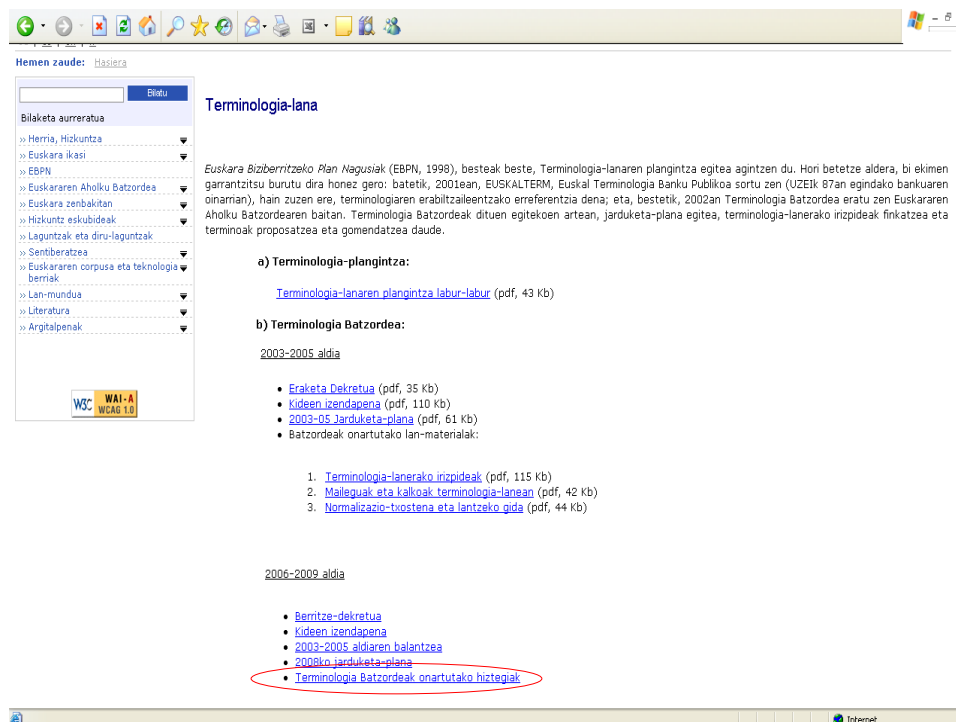 Hemen zaude: Hasiera
Bilatu
Bilaketa aurreratua
» Herria, Hizkuntza
» Euskara ikasi
» EBPN
» Euskararen Aholku Batzordea
» Euskara zenbakitan
» Hizkuntz eskubideak
» Laguntzak eta diru-laguntzak
» Sentiberatzea
» Euskararen corpusa eta teknologia
berriak
» Lan-mundua
» Literatura
» Argitalpenak
W3C WAI-A
WCAG 1.0
Terminologia-lana
Euskara Biziberritzeko Plan Nagusiak (EBPN, 1998), besteak beste, Terminologia-lanaren plangintza egitea agintzen du. Hori betetze aldera, bi ekimen
garrantzitsu burutu dira honez gero: batetik, 2001ean, EUSKALTERM, Euskal Terminologia Banku Publikoa sortu zen (UZEIk 87an egindako bankuaren
oinarrian), hain zuzen ere, terminologiaren erabiltzaileentzako erreferentzia dena; eta, bestetik, 2002an Terminologia Batzordea eratu zen Euskararen
Aholku Batzordearen baitan. Terminologia Batzordeak dituen egitekoen artean, jarduketa-plana egitea, terminologia-lanerako irizpideak finkatzea eta
terminoak proposatzea eta gomendatzea daude.
a) Terminologia-plangintza:
Terminologia-lanaren plangintza labur-labur (pdf, 43 Kb)
b) Terminologia Batzordea:
2003-2005 aldia
• Eraketa Dekretua (pdf, 35 Kb)
• Kideen izendapena (pdf, 110 Kb)
• 2003-05 Jarduketa-plana (pdf, 61 Kb)
• Batzordeak onartutako lan-materialak:
1. Terminologia-lanerako irizpideak (pdf, 115 Kb)
2. Maileguak eta kalkoak terminologia-lanean (pdf, 42 Kb)
3. Normalizazio-txostena eta lantzeko gida (pdf, 44 Kb)
2006-2009 aldia
• Berritze-dekretua
• Kideen izendapena
• 2003-2005 aldiaren balantzea
• 2008ko jarduketa-plana
• Terminologia Batzordeak onartutako hiztegiak
Internet